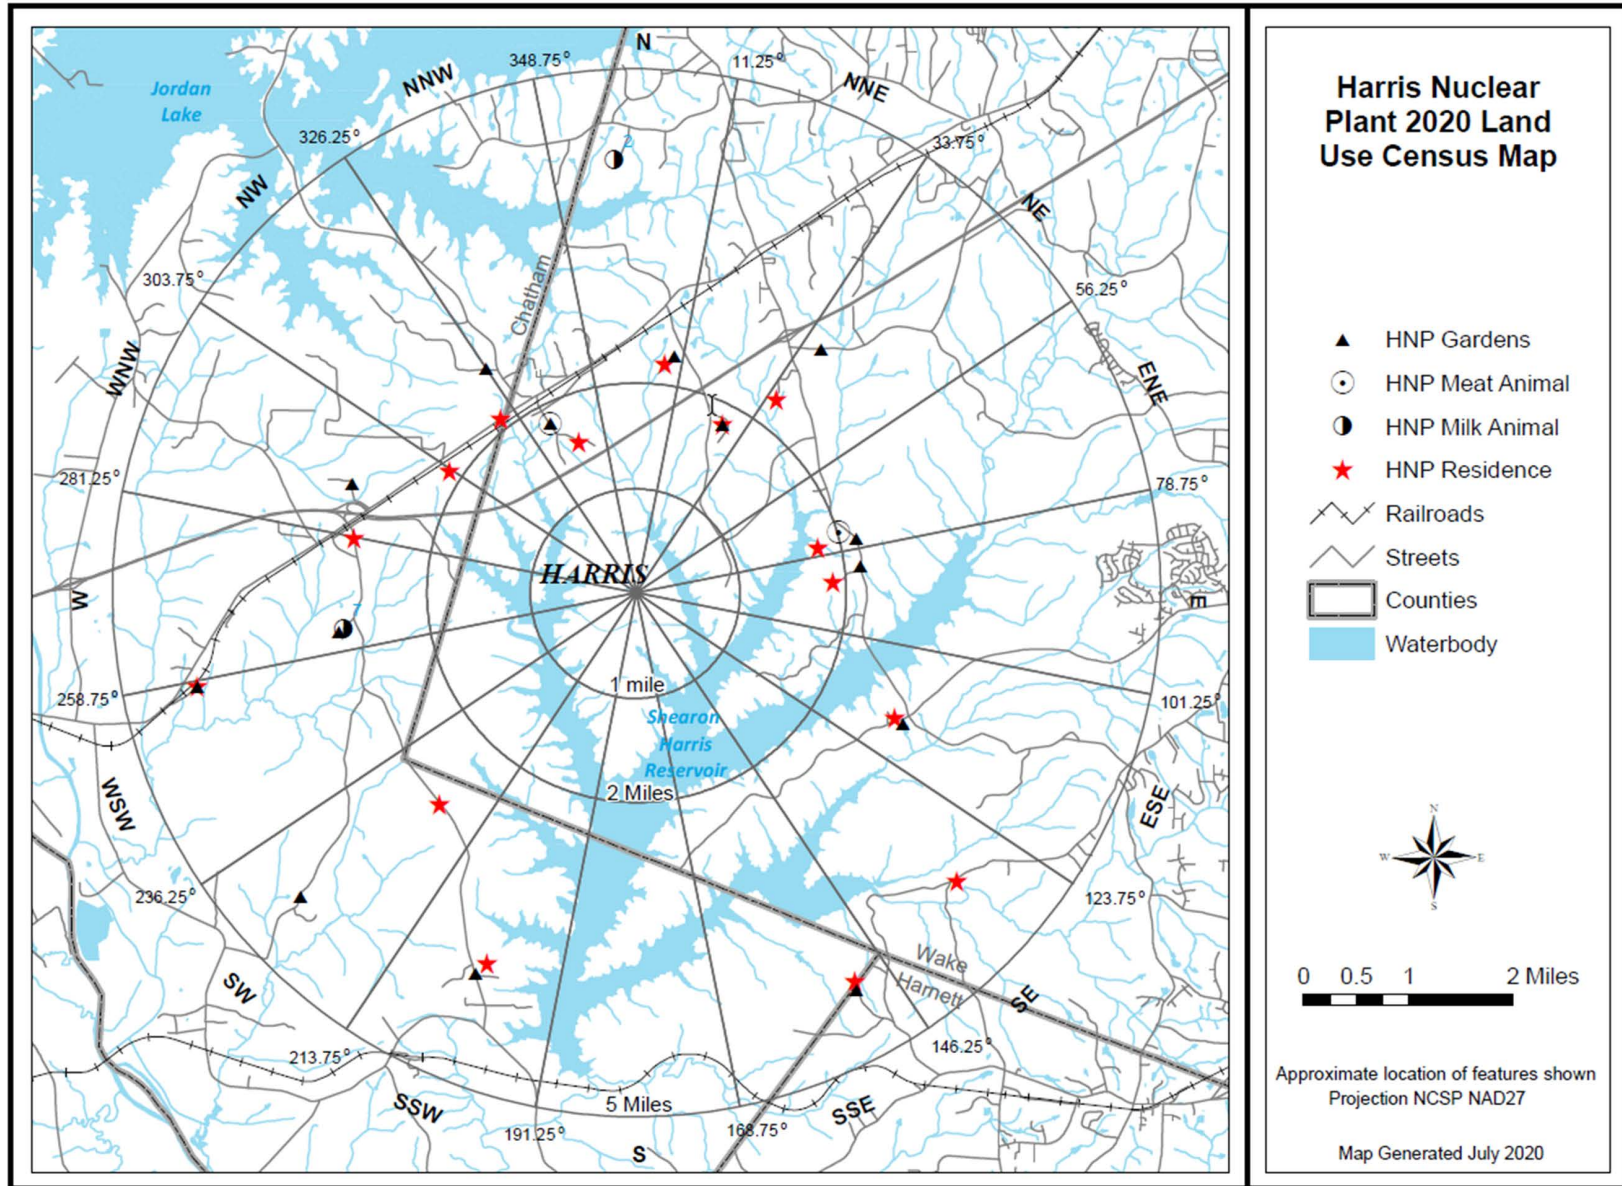 N
348.75°
11.25°
NNW
NNE
Jordan
Lake
326.25°
33.75°
2
NW
NE
Chatham
303.75°
56.25°
WNW
ENE
281.25°
78.75°
HARRIS
W
E
7
1 mile
258.75°
101.25°
Shearon
Harris
Reservoir
2 Miles
WSW
ESE
236.25°
123.75°
Wake
Harnett
SW
SE
213.75°
146.25°
5 Miles
SSW
SSE
191.25°
168.75°
S
Harris Nuclear
Plant 2020 Land
Use Census Map
HNP Gardens
HNP Meat Animal
HNP Milk Animal
HNP Residence
Railroads
Streets
Counties
Waterbody
N
W E
S
0 0.5 1 2 Miles
Approximate location of features shown
Projection NCSP NAD27
Map Generated July 2020